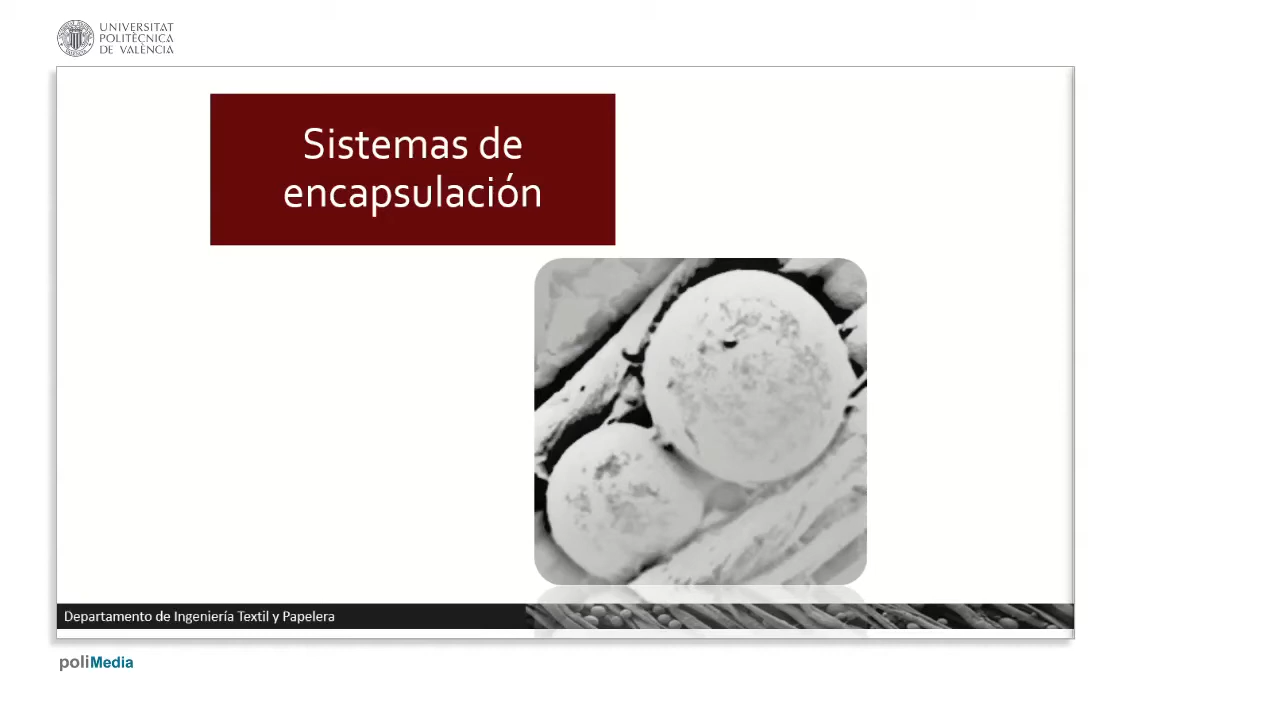 UNIVERSITAT
POLITÈCNICA
DE VALÈNCIA
Sistemas de
encapsulación
Departamento de Ingeniería Textil y Papelera
poliMedia